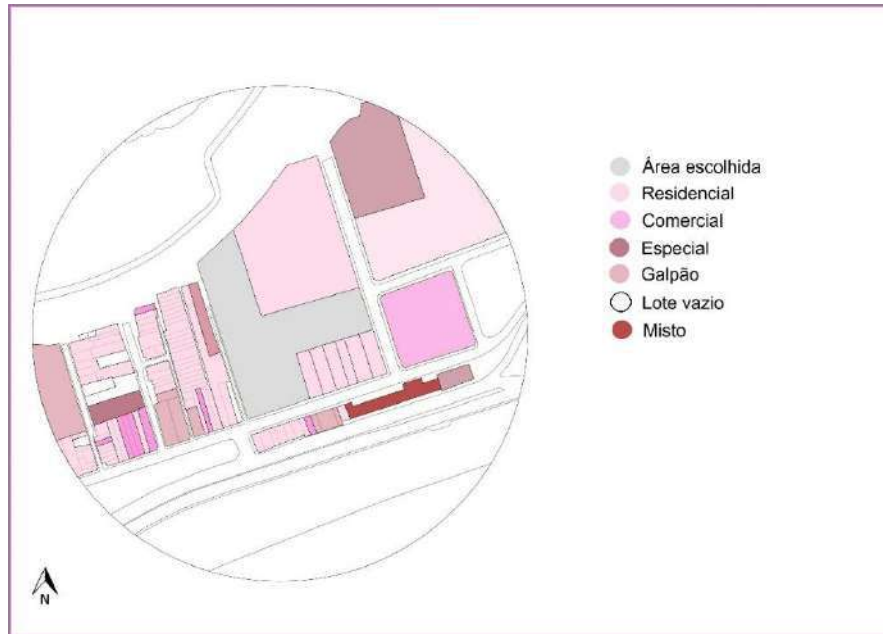 Área escolhida
Residencial
Comercial
Especial
Galpão
Lote vazio
Misto
N